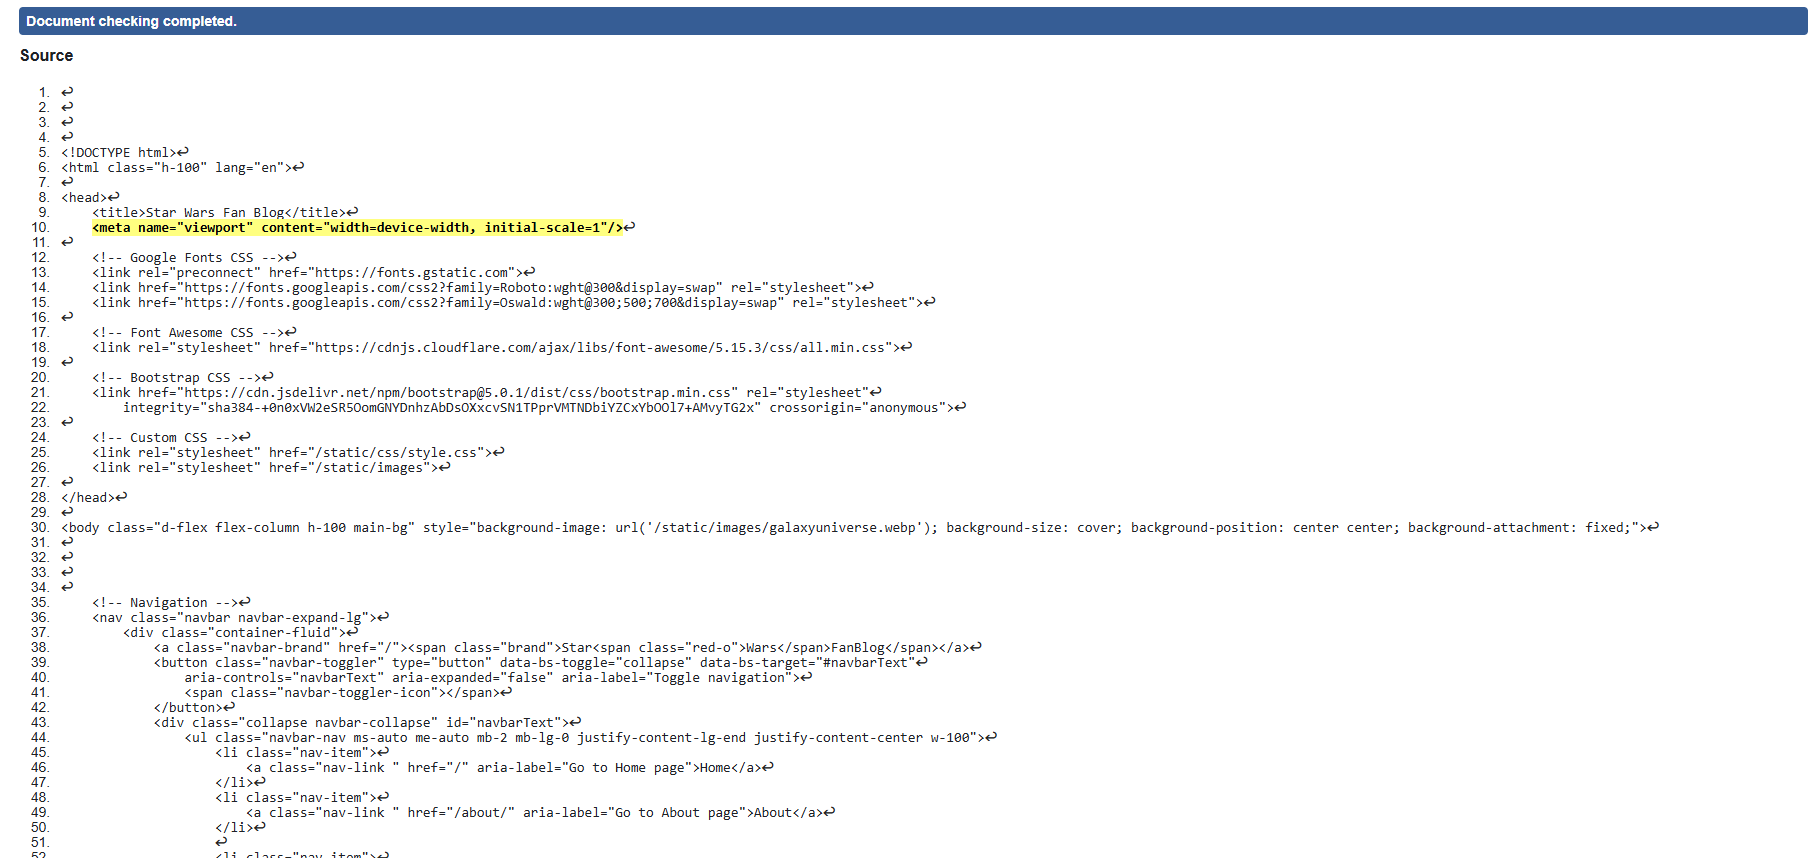 Document checking completed.
Source
1. ↩
2. ↩
3. ↩
4. ↩
5. <!DOCTYPE html>↩
6. <html class="h-100" lang="en">↩
7. ↩
8. <head>↩
9. <title>Star Wars Fan Blog</title>↩
10. <meta name="viewport" content="width=device-width, initial-scale=1"/>↩
11. ↩
12. <!-- Google Fonts CSS -->↩
13. <link rel="preconnect" href="https://fonts.gstatic.com">↩
14. <link href="https://fonts.googleapis.com/css2?family=Roboto:wght@300&display=swap" rel="stylesheet">↩
15. <link href="https://fonts.googleapis.com/css2?family=Oswald:wght@300;500;700&display=swap" rel="stylesheet">↩
16. ↩
17. <!-- Font Awesome CSS -->↩
18. <link rel="stylesheet" href="https://cdnjs.cloudflare.com/ajax/libs/font-awesome/5.15.3/css/all.min.css">↩
19. ↩
20. <!-- Bootstrap CSS -->↩
21. <link href="https://cdn.jsdelivr.net/npm/bootstrap@5.0.1/dist/css/bootstrap.min.css" rel="stylesheet"↩
22. integrity="sha384-+0n0xVW2eSR5OomGNYDnhzAbDsOXxcvSN1TPprVMTNDbiYZCxYbOOl7+AMvyTG2x" crossorigin="anonymous">↩
23. ↩
24. <!-- Custom CSS -->↩
25. <link rel="stylesheet" href="/static/css/style.css">↩
26. <link rel="stylesheet" href="/static/images">↩
27. ↩
28. </head>↩
29. ↩
30. <body class="d-flex flex-column h-100 main-bg" style="background-image: url('/static/images/galaxyuniverse.webp'); background-size: cover; background-position: center center; background-attachment: fixed;">↩
31. ↩
32. ↩
33. ↩
34. ↩
35. <!-- Navigation -->↩
36. <nav class="navbar navbar-expand-lg">↩
37. <div class="container-fluid">↩
38. <a class="navbar-brand" href="/"><span class="brand">Star<span class="red-o">Wars</span>FanBlog</span></a>↩
39. <button class="navbar-toggler" type="button" data-bs-toggle="collapse" data-bs-target="#navbarText"↩
40. aria-controls="navbarText" aria-expanded="false" aria-label="Toggle navigation">↩
41. <span class="navbar-toggler-icon"></span>↩
42. </button>↩
43. <div class="collapse navbar-collapse" id="navbarText">↩
44. <ul class="navbar-nav ms-auto me-auto mb-2 mb-lg-0 justify-content-lg-end justify-content-center w-100">↩
45. <li class="nav-item">↩
46. <a class="nav-link " href="/" aria-label="Go to Home page">Home</a>↩
47. </li>↩
48. <li class="nav-item">↩
49. <a class="nav-link " href="/about/" aria-label="Go to About page">About</a>↩
50. </li>↩
51. ↩
52. <li class="nav-item">↩